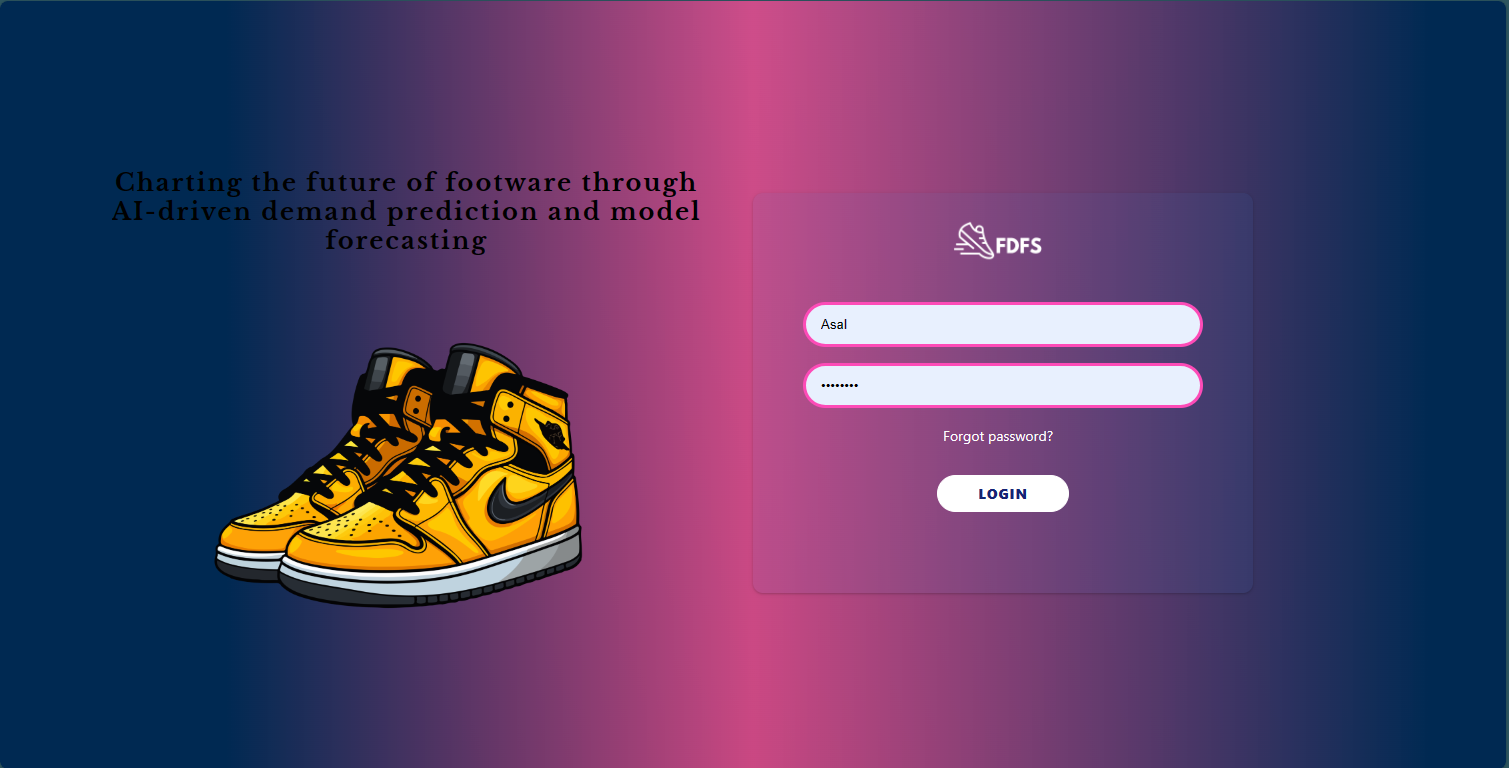 Charting the future of footware through
AI-driven demand prediction and model
forecasting
FDFS
Asal
••••••••
Forgot password?
LOGIN